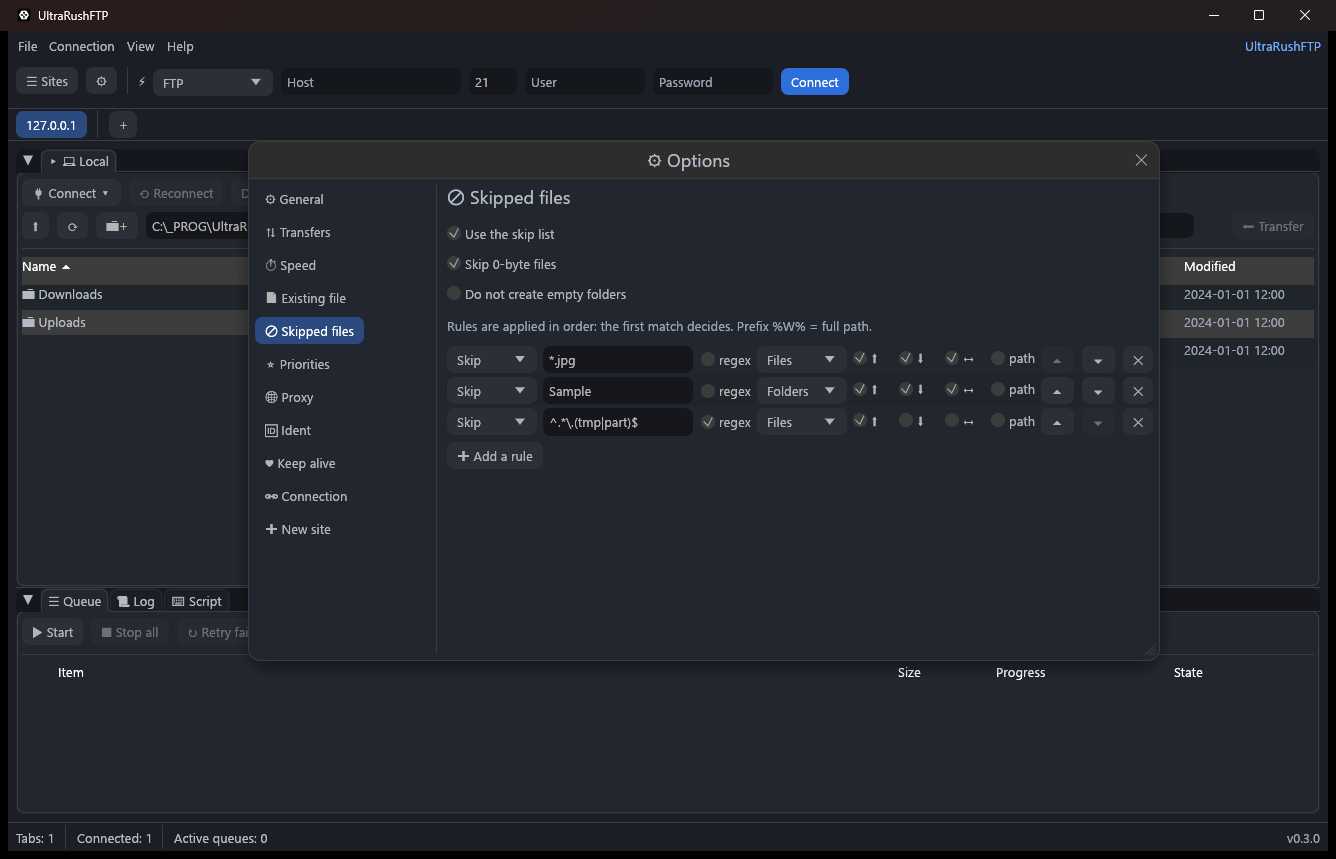 UltraRushFTP
File Connection View Help UltraRushFTP
Sites FTP Host 21 User Password Connect
127.0.0.1 +
Local
Options
Connect Reconnect D
C:\_PROG\UltraR
Transfer
Name Modified
Downloads 2024-01-01 12:00
Uploads 2024-01-01 12:00
2024-01-01 12:00
General
Transfers
Speed
Existing file
Skipped files
Priorities
Proxy
Ident
Keep alive
Connection
New site
Skipped files
Use the skip list
Skip 0-byte files
Do not create empty folders
Rules are applied in order: the first match decides. Prefix %W% = full path.
Skip *.jpg regex Files path
Skip Sample regex Folders path
Skip ^.*\.(tmp|part)$ regex Files path
Add a rule
Queue Log Script
Start Stop all Retry fai
Item Size Progress State
Tabs: 1 Connected: 1 Active queues: 0 v0.3.0